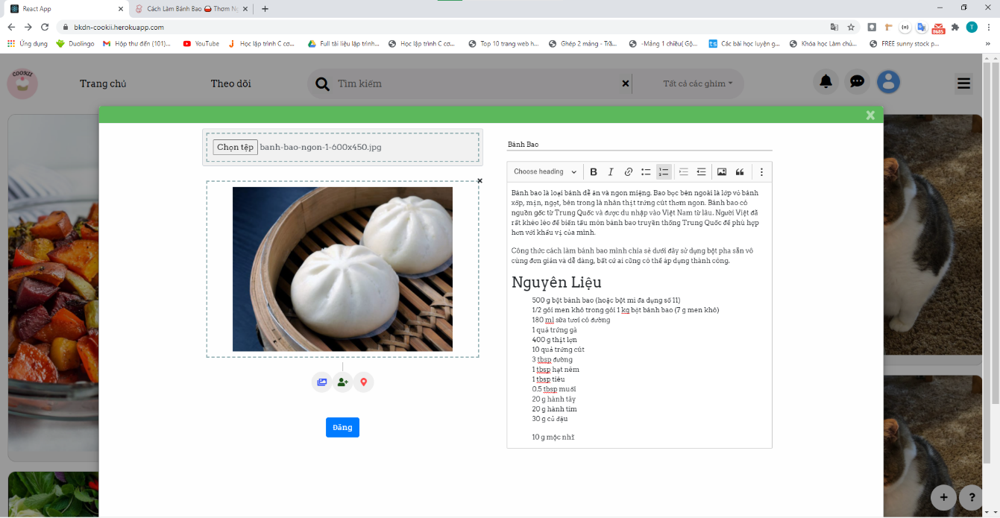 React App
Cách Làm Bánh Bao
Thơm Ng
bkdn-cookii.herokuapp.com
9685
T
Ứng dụng
Duolingo
Hộp thư đến (101)...
YouTube
Học lập trình C cơ...
Full tài liệu lập trình...
Học lập trình C cơ...
Top 10 trang web h...
Ghép 2 mảng - Trầ...
-Mảng 1 chiều( Gộ...
ts Các bài học luyện g...
Khóa học Làm chủ...
FREE sunny stock p...
COOKII
Trang chủ
Theo dõi
Tìm kiếm
Tất cả các ghim
Chọn tệp banh-bao-ngon-1-600x450.jpg
Đăng
Bánh Bao
Choose heading
Bánh bao là loại bánh dễ ăn và ngon miệng. Bao bọc bên ngoài là lớp vỏ bánh
xốp, mịn, ngọt, bên trong là nhân thịt trứng cút thơm ngon. Bánh bao có
nguồn gốc từ Trung Quốc và được du nhập vào Việt Nam từ lâu. Người Việt đã
rất khéo léo để biến tấu món bánh bao truyền thống Trung Quốc để phù hợp
hơn với khẩu vị của mình.
Công thức cách làm bánh bao mình chia sẻ dưới đây sử dụng bột pha sẵn vô
cùng đơn giản và dễ dàng, bất cứ ai cũng có thể áp dụng thành công.
Nguyên Liệu
500 g bột bánh bao (hoặc bột mì đa dụng số 11)
1/2 gói men khô trong gói 1 kg bột bánh bao (7 g men khô)
180 ml sữa tươi có đường
1 quả trứng gà
400 g thịt lợn
10 quả trứng cút
3 tbsp đường
1 tbsp hạt nêm
1 tbsp tiêu
0.5 tbsp muối
20 g hành tây
20 g hành tím
30 g củ đậu
10 g mộc nhĩ